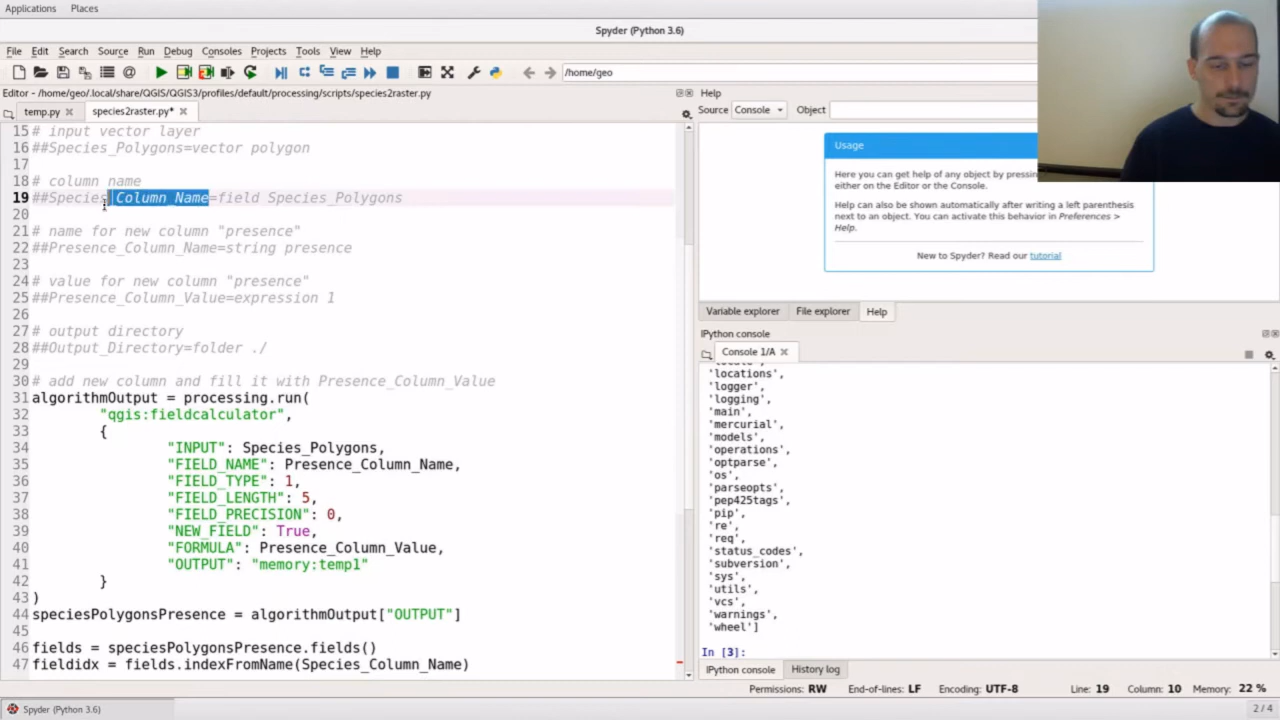 Applications Places
Spyder (Python 3.6)
File Edit Search Source Run Debug Consoles Projects Tools View Help
/home/geo
Editor - /home/geo/.local/share/QGIS/QGIS3/profiles/default/processing/scripts/species2raster.py
temp.py species2raster.py*
15 # input vector layer
16 ##Species_Polygons=vector polygon
17
18 # column name
19 ##Species_Column_Name=field Species_Polygons
20
21 # name for new column "presence"
22 ##Presence_Column_Name=string presence
23
24 # value for new column "presence"
25 ##Presence_Column_Value=expression 1
26
27 # output directory
28 ##Output_Directory=folder ./
29
30 # add new column and fill it with Presence_Column_Value
31 algorithmOutput = processing.run(
32 "qgis:fieldcalculator",
33 {
34 "INPUT": Species_Polygons,
35 "FIELD_NAME": Presence_Column_Name,
36 "FIELD_TYPE": 1,
37 "FIELD_LENGTH": 5,
38 "FIELD_PRECISION": 0,
39 "NEW_FIELD": True,
40 "FORMULA": Presence_Column_Value,
41 "OUTPUT": "memory:temp1"
42 }
43 )
44 speciesPolygonsPresence = algorithmOutput["OUTPUT"]
45
46 fields = speciesPolygonsPresence.fields()
47 fieldidx = fields.indexFromName(Species_Column_Name)
Help
Source Console Object
Usage
Here you can get help of any object by pressing
either on the Editor or the Console.
Help can also be shown automatically after writing a left parenthesis
next to an object. You can activate this behavior in Preferences >
Help.
New to Spyder? Read our tutorial
Variable explorer File explorer Help
IPython console
Console 1/A
'locations',
'logger',
'logging',
'main',
'mercurial',
'models',
'operations',
'optparse',
'os',
'parseopts',
'pep425tags',
'pip',
're',
'req',
'status_codes',
'subversion',
'sys',
'utils',
'vcs',
'warnings',
'wheel']
In [3]:
IPython console History log
Permissions: RW End-of-lines: LF Encoding: UTF-8 Line: 19 Column: 10 Memory: 22 %
Spyder (Python 3.6) 2 / 4